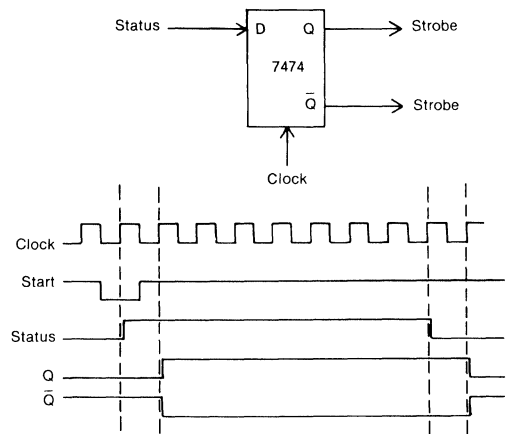 Status D Q Strobe
7474
Q̅ Strobe
Clock
Clock
Start
Status
Q
Q̅